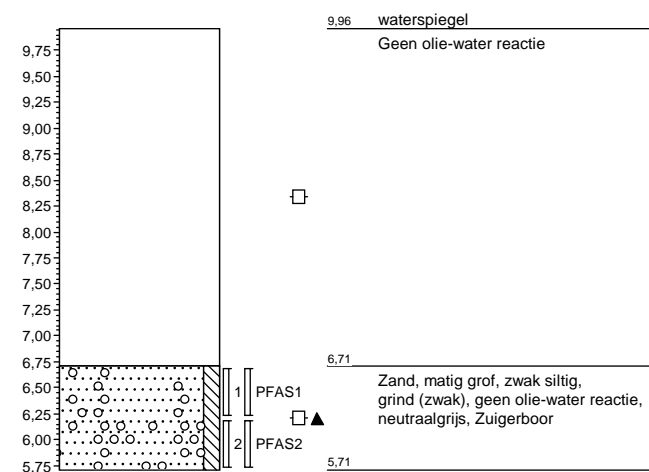 9,96 waterspiegel
Geen olie-water reactie
9,75
9,50
9,25
9,00
8,75
8,50
8,25
8,00
7,75
7,50
7,25
7,00
6,75
6,71
6,50
1 PFAS1
Zand, matig grof, zwak siltig,
grind (zwak), geen olie-water reactie,
neutraalgrijs, Zuigerboor
6,25
6,00
2 PFAS2
5,75
5,71